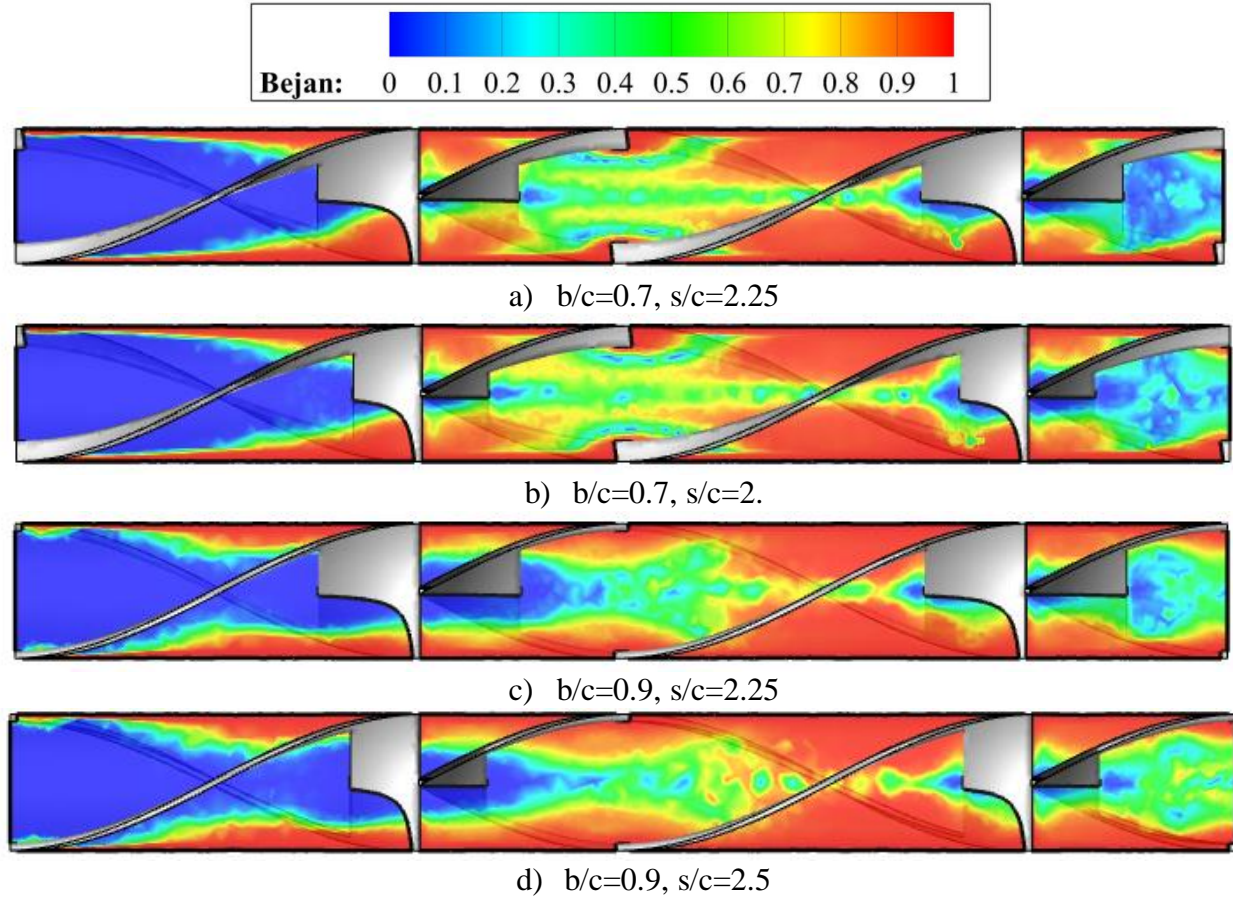 Bejan: 0 0.1 0.2 0.3 0.4 0.5 0.6 0.7 0.8 0.9 1
a) b/c=0.7, s/c=2.25
b) b/c=0.7, s/c=2.
c) b/c=0.9, s/c=2.25
d) b/c=0.9, s/c=2.5